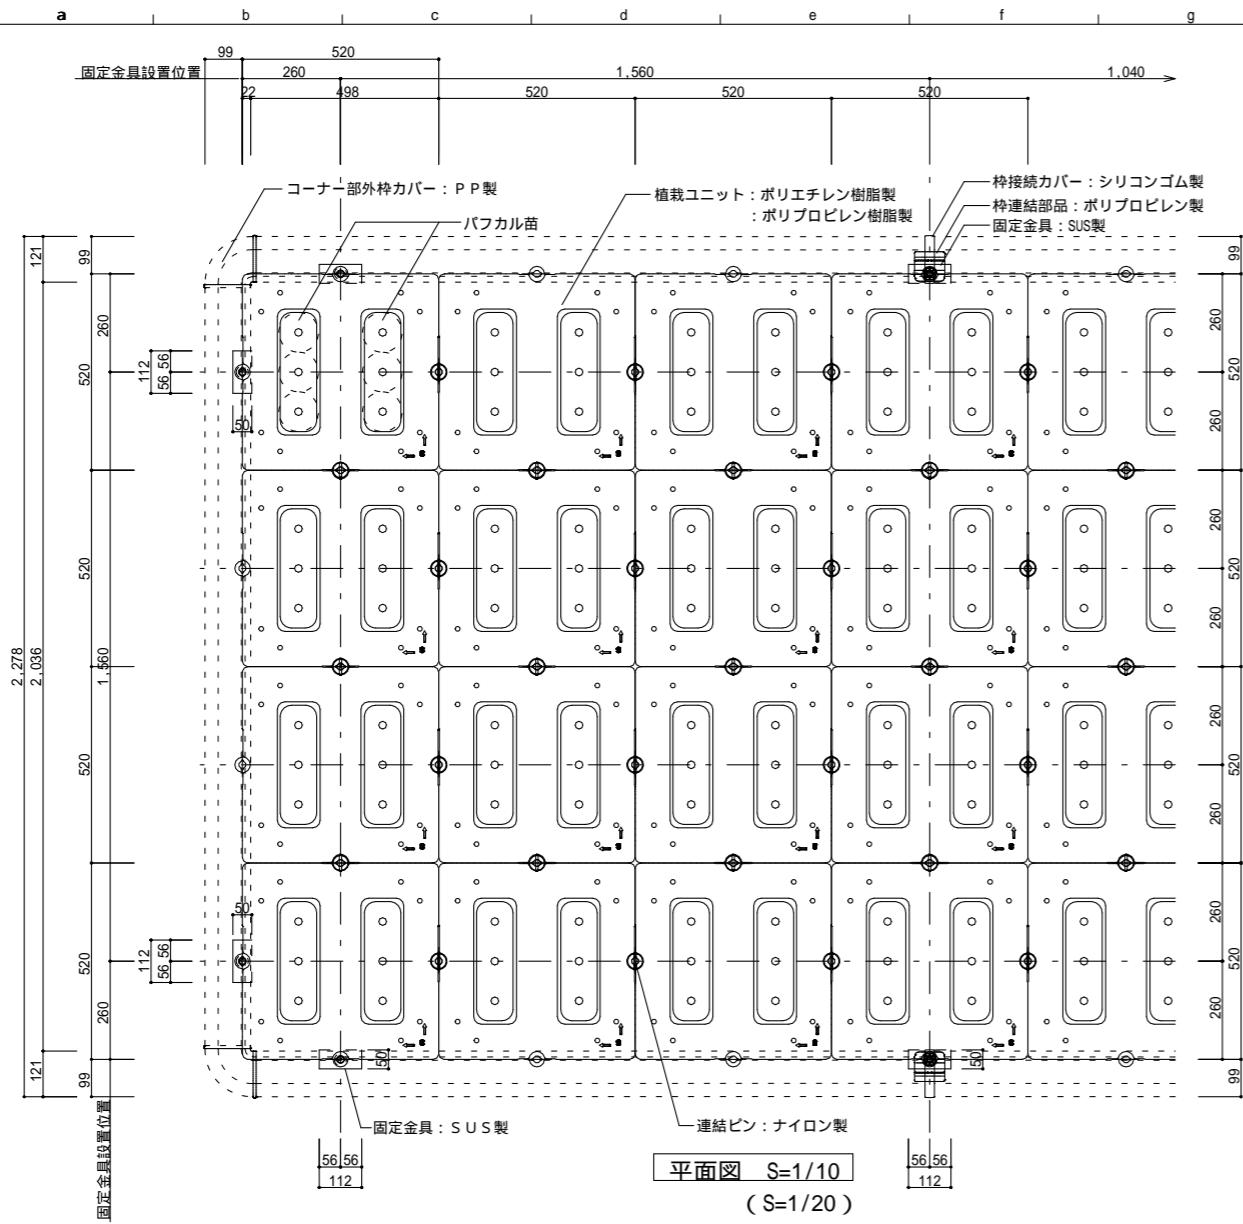 a b c d e f g
99 520
固定金具設置位置 260 1,560 1,040
22 498 520 520 520
コーナー部外枠カバー：ＰＰ製
パフカル苗
植栽ユニット：ポリエチレン樹脂製
：ポリプロピレン樹脂製
枠接続カバー：シリコンゴム製
枠連結部品：ポリプロピレン製
固定金具：SUS製
2,278
121 2,036 121
99 520 520 520 520 99
260 1,560 260
固定金具設置位置
112 56 56
50
50
112 56 56
99
260 260 520
260 260 520
260 260 520
260 260 520
99
50
50
固定金具：ＳＵＳ製
連結ピン：ナイロン製
56 56
112
56 56
112
平面図 S=1/10
（S=1/20）